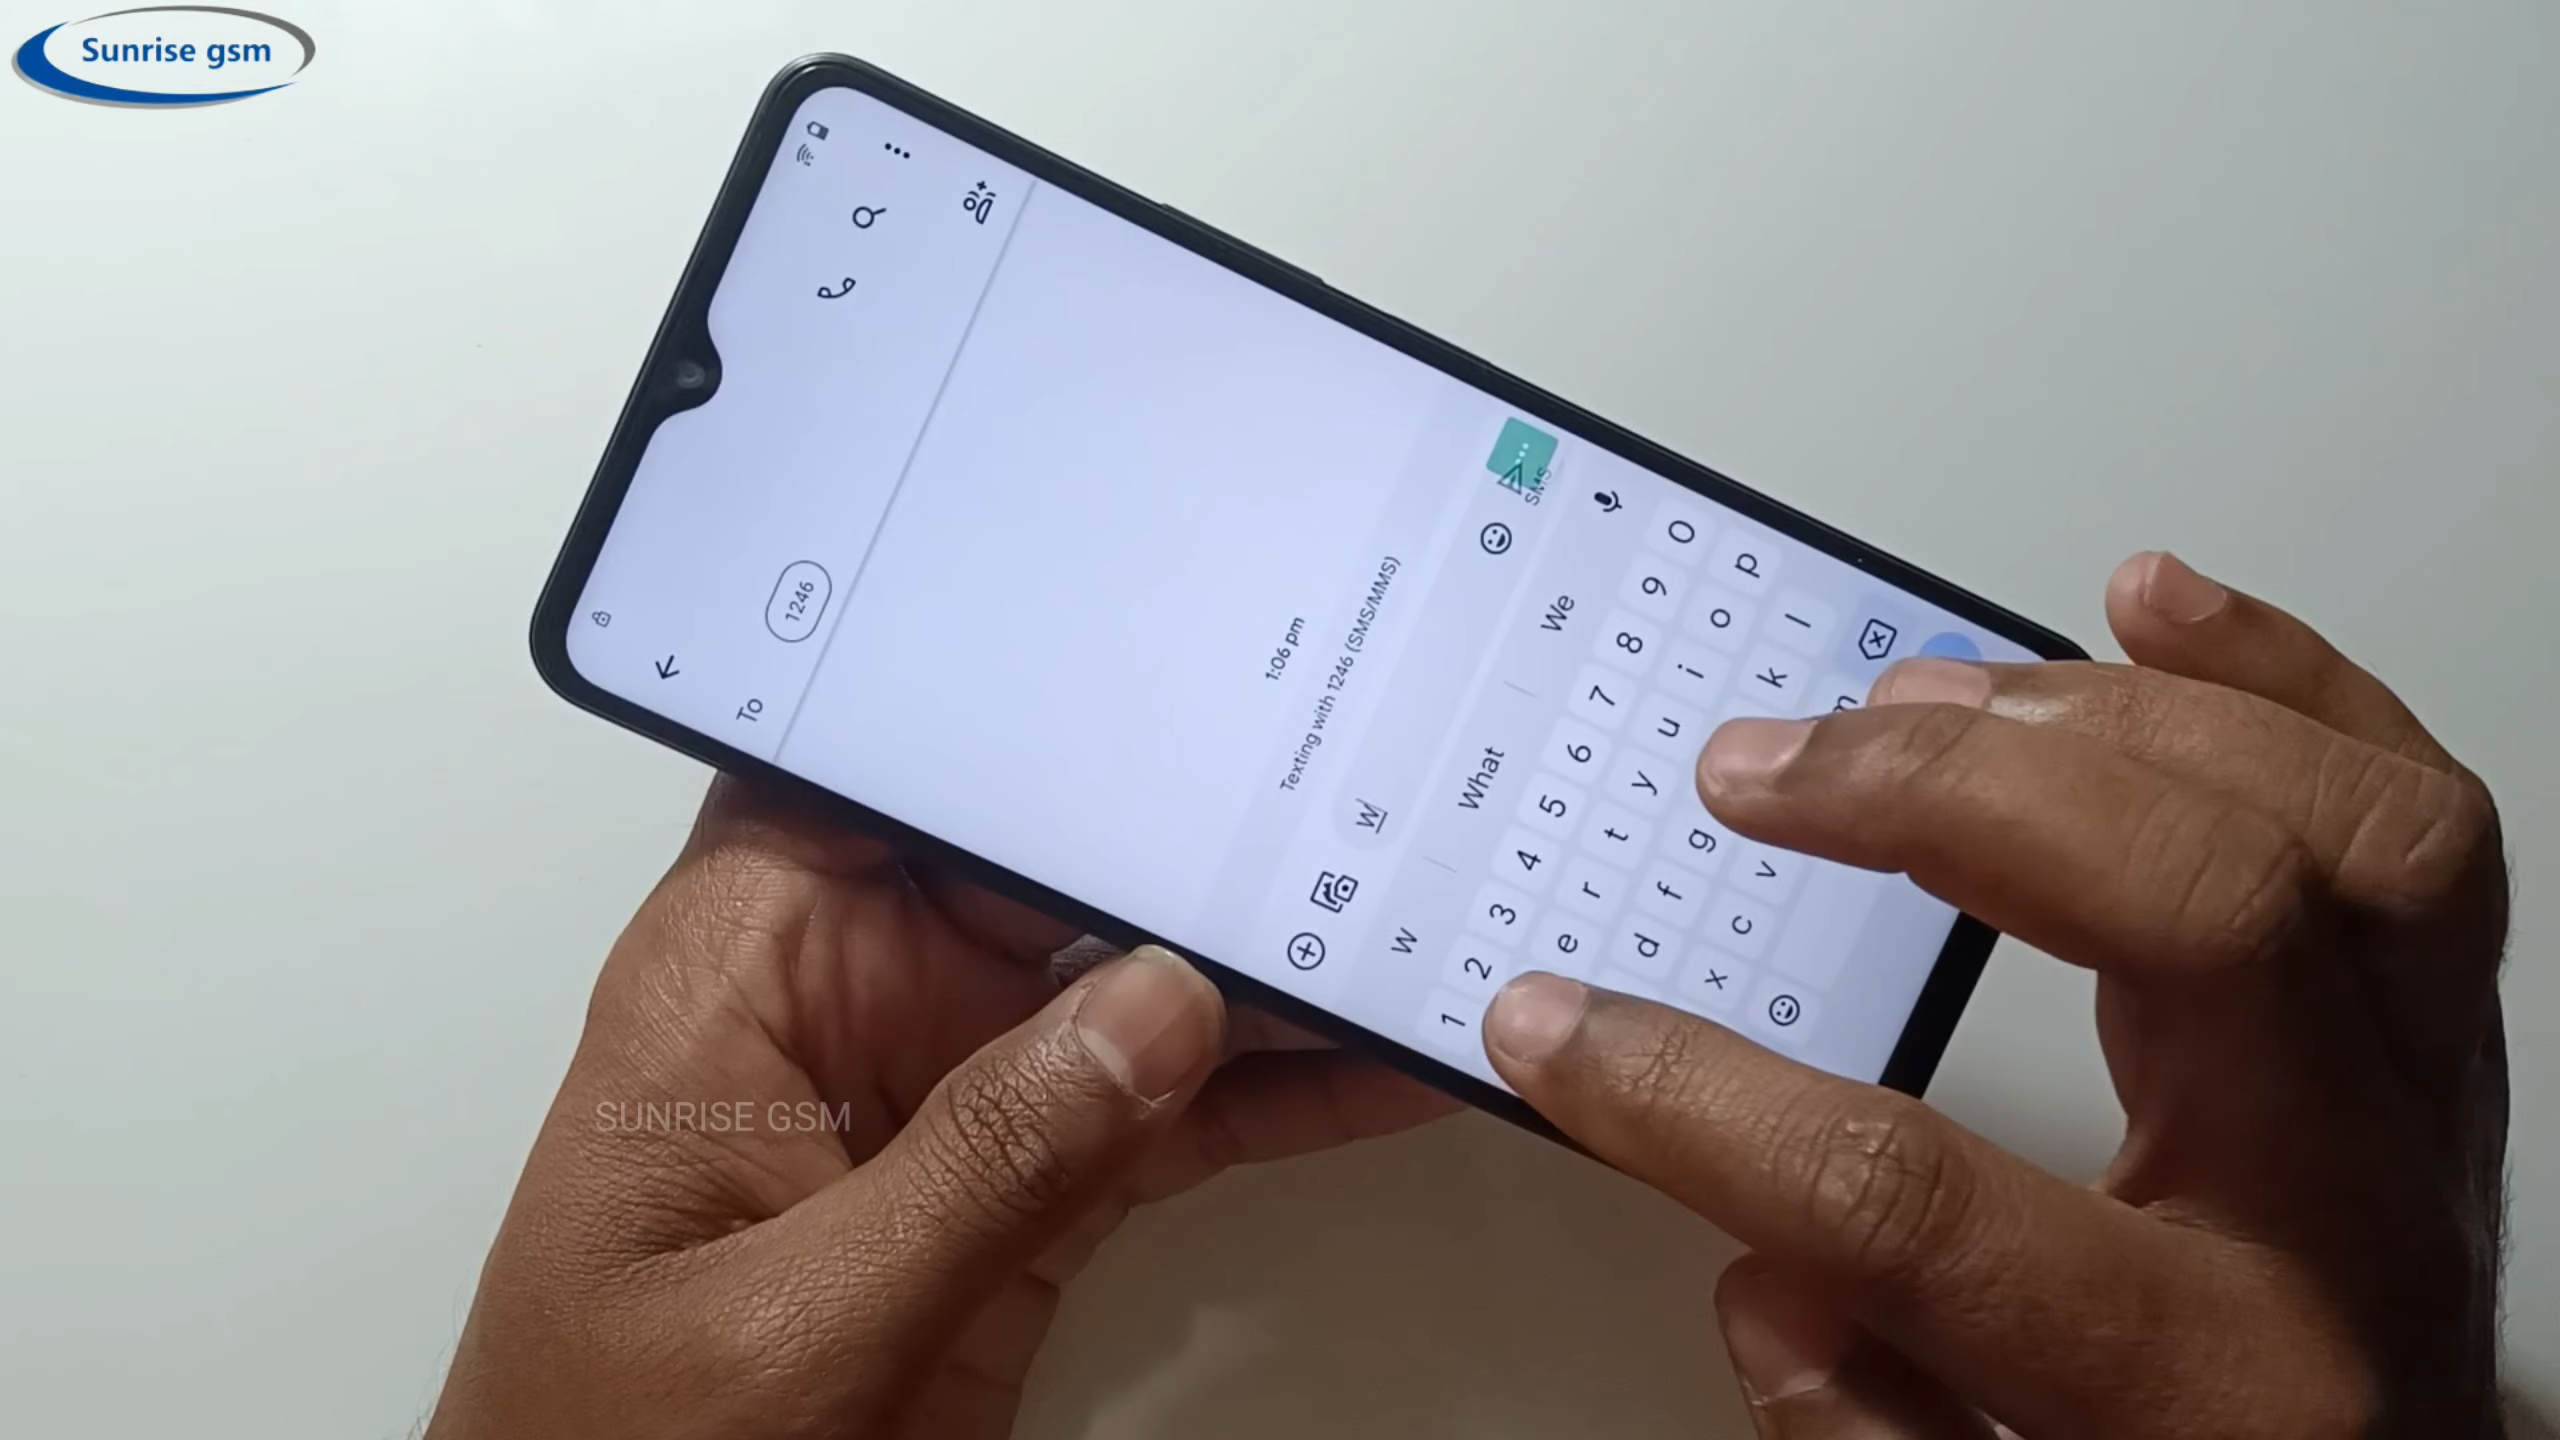 Sunrise gsm
To
1246
1:06 pm
Texting with 1246 (SMS/MMS)
W
SMS
W
What
We
1 2 3 4 5 6 7 8 9 0
e r t y u i o p
d f g k l
x c v m
SUNRISE GSM